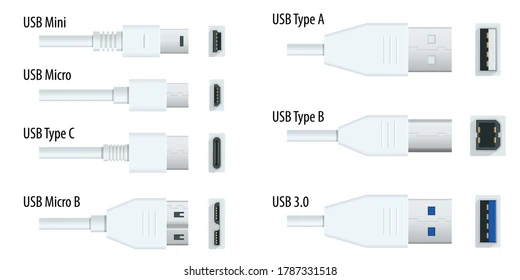 USB Mini
USB Micro
USB Type C
USB Micro B
USB Type A
USB Type B
USB 3.0
shutterstock.com · 1787331518